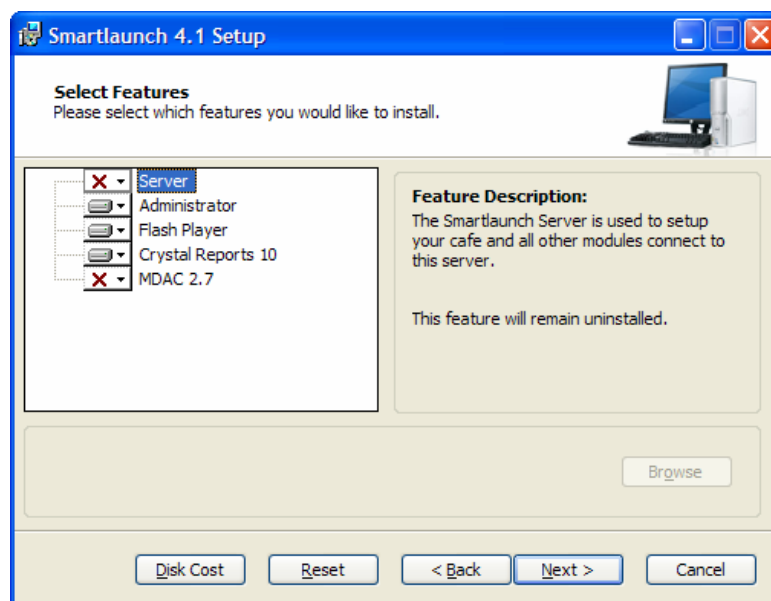 Smartlaunch 4.1 Setup
Select Features
Please select which features you would like to install.
Server
Administrator
Flash Player
Crystal Reports 10
MDAC 2.7
Feature Description:
The Smartlaunch Server is used to setup
your cafe and all other modules connect to
this server.
This feature will remain uninstalled.
Browse
Disk Cost
Reset
< Back
Next >
Cancel